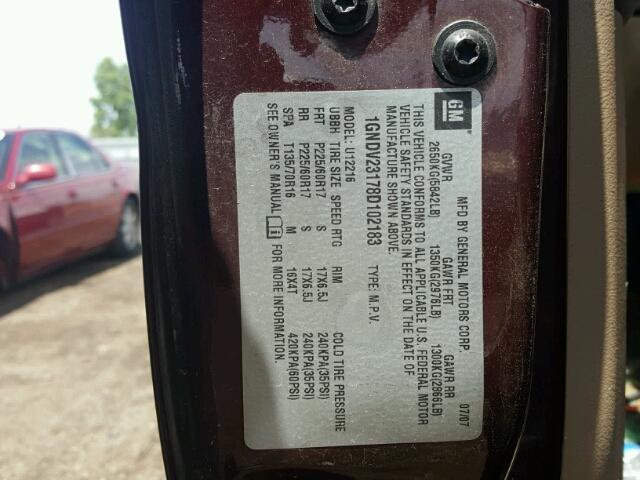 GM MFD BY GENERAL MOTORS CORP 07/07
GVWR GAWR FRT GAWR RR
2650KG(5842LB) 1350KG(2976LB) 1300KG(2866LB)
THIS VEHICLE CONFORMS TO ALL APPLICABLE U.S. FEDERAL MOTOR
VEHICLE SAFETY STANDARDS IN EFFECT ON THE DATE OF
MANUFACTURE SHOWN ABOVE.
1GNDV23178D102183 TYPE: M.P.V.
MODEL: U12216
UBBH TIRE SIZE SPEED RTG RIM COLD TIRE PRESSURE
FRT P225/60R17 S 17X6.5J 240KPA(35PSI)
RR P225/60R17 S 17X6.5J 240KPA(35PSI)
SPA T135/70R16 M 16X4T 420KPA(60PSI)
SEE OWNER'S MANUAL FOR MORE INFORMATION.